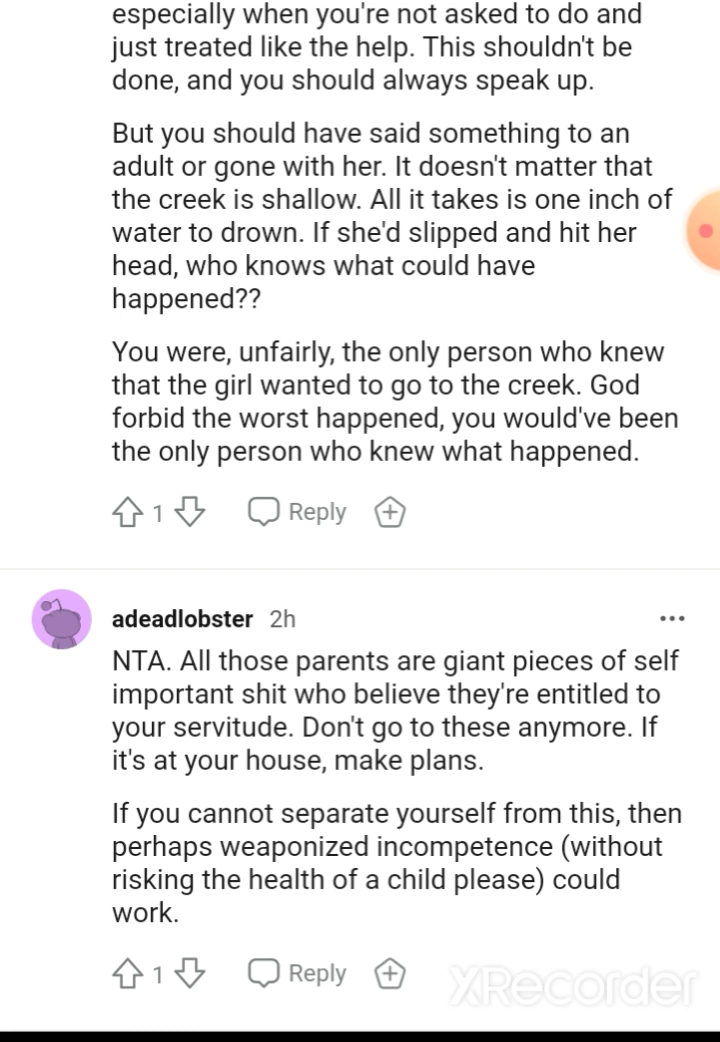 especially when you're not asked to do and
just treated like the help. This shouldn't be
done, and you should always speak up.
But you should have said something to an
adult or gone with her. It doesn't matter that
the creek is shallow. All it takes is one inch of
water to drown. If she'd slipped and hit her
head, who knows what could have
happened??
You were, unfairly, the only person who knew
that the girl wanted to go to the creek. God
forbid the worst happened, you would've been
the only person who knew what happened.
1 Reply
adeadlobster 2h
NTA. All those parents are giant pieces of self
important shit who believe they're entitled to
your servitude. Don't go to these anymore. If
it's at your house, make plans.
If you cannot separate yourself from this, then
perhaps weaponized incompetence (without
risking the health of a child please) could
work.
1 Reply
XRecorder